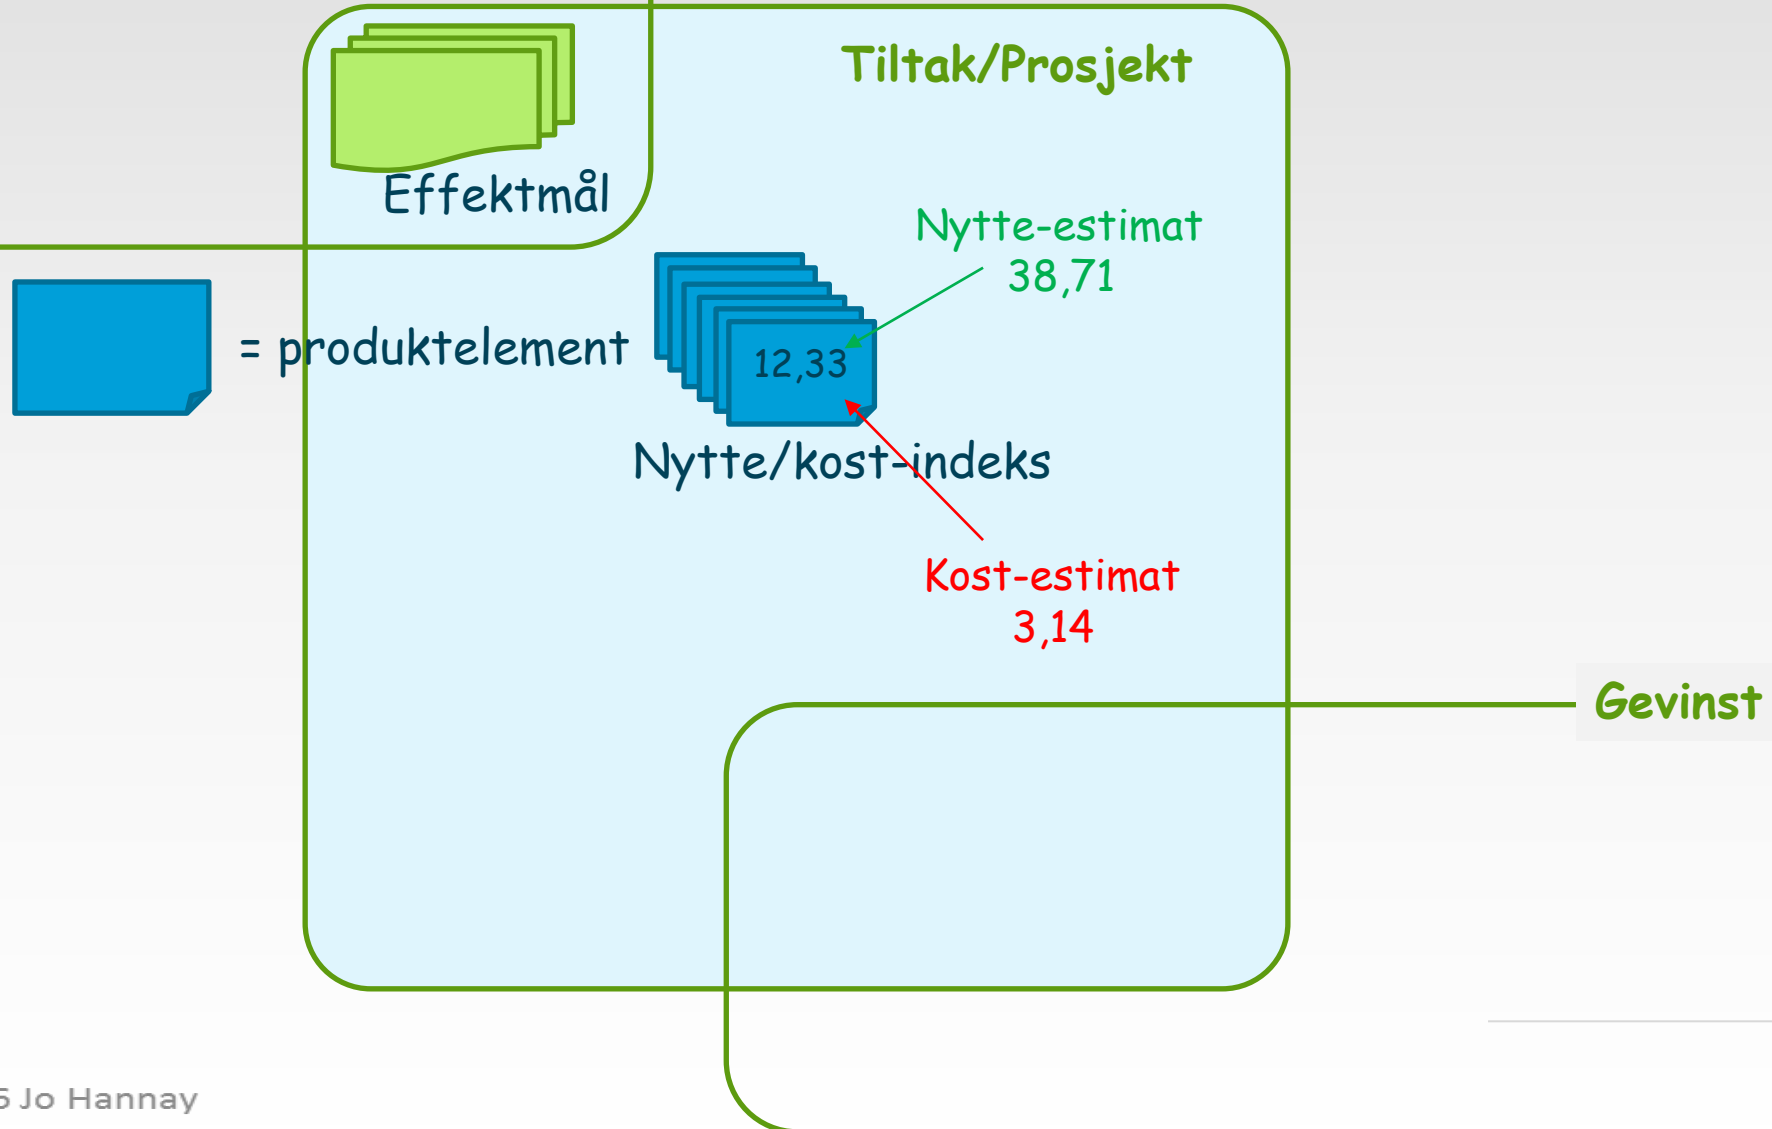 Tiltak/Prosjekt
Effektmål
Nytte-estimat
38,71
= produktelement
12,33
Nytte/kost-indeks
Kost-estimat
3,14
Gevinst
Jo Hannay